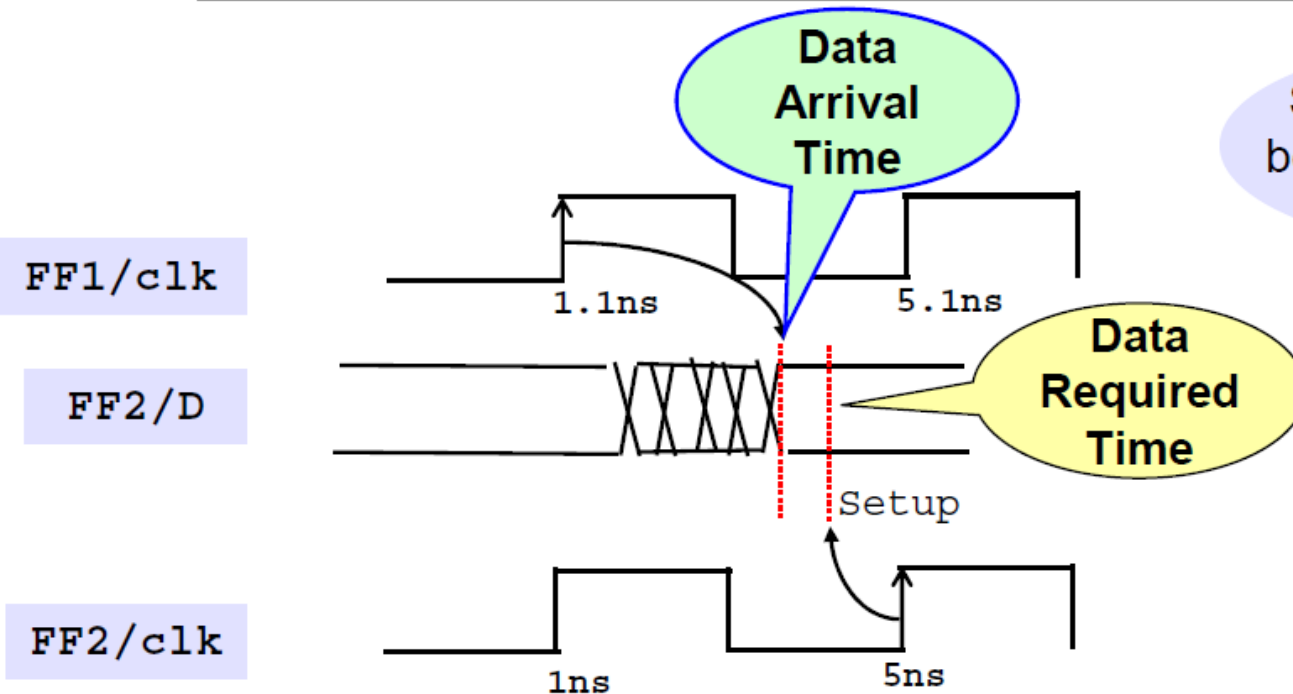 Data
Arrival
Time
FF1/clk
1.1ns
5.1ns
Data
Required
Time
FF2/D
Setup
FF2/clk
1ns
5ns